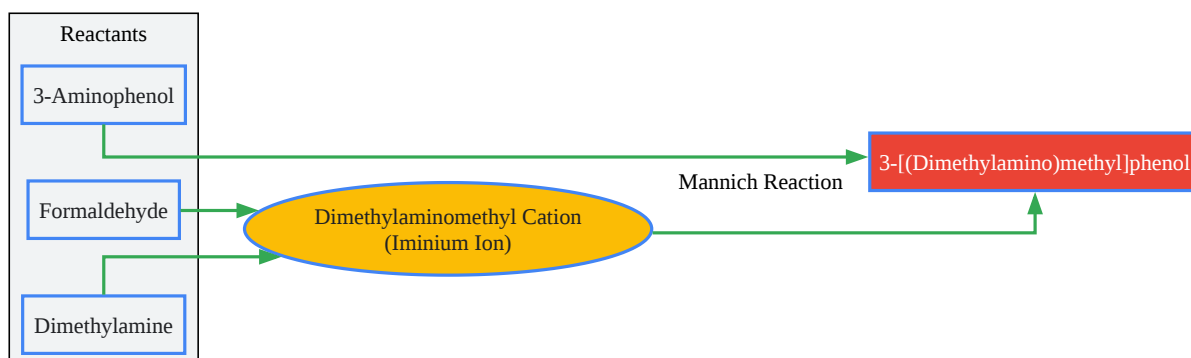 Reactants
3-Aminophenol
Formaldehyde
Dimethylamine
Dimethylaminomethyl Cation
(Iminium Ion)
Mannich Reaction
3-[(Dimethylamino)methyl]phenol